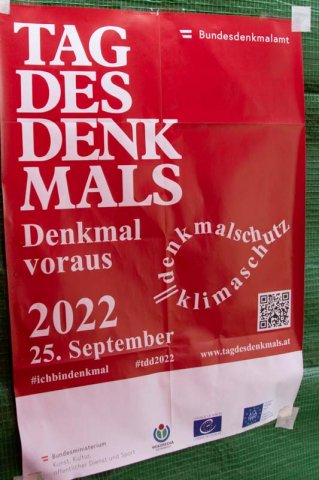 Bundesdenkmalamt
TAG
DES
DENK
MALS
Denkmal
voraus
denkmalschutz
klimaschutz
2022
25. September
#ichbindenkmal #tdd2022
www.tagdesdenkmals.at
Bundesministerium
Kunst, Kultur,
öffentlicher Dienst und Sport
WIKIMEDIA